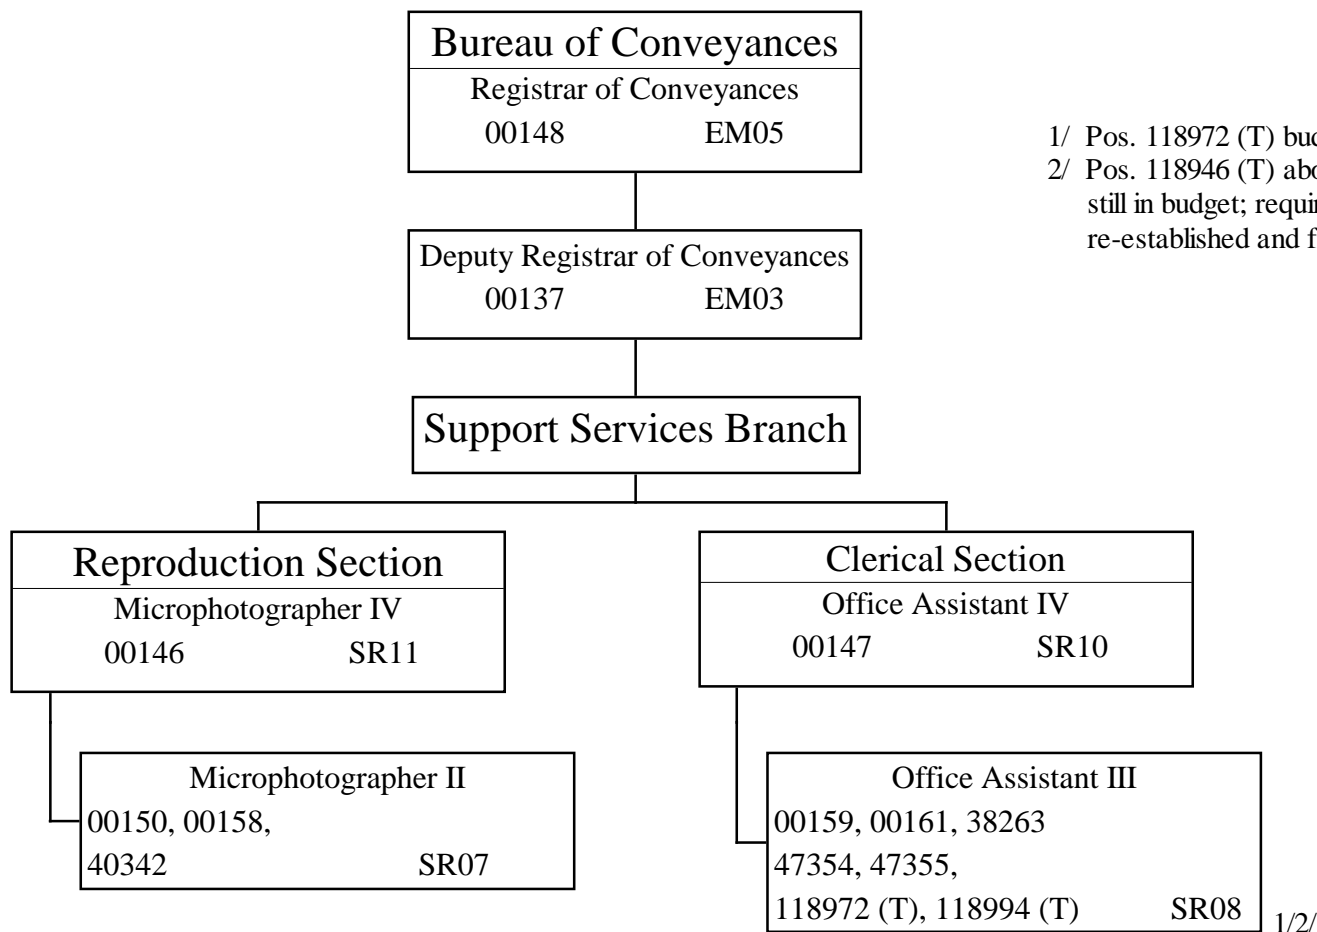 Bureau of Conveyances
Registrar of Conveyances
00148 EM05
1/ Pos. 118972 (T)
2/ Pos. 118946 (T)
still in budget;
re-established and
Deputy Registrar of Conveyances
00137 EM03
Support Services Branch
Reproduction Section
Microphotographer IV
00146 SR11
Clerical Section
Office Assistant IV
00147 SR10
Microphotographer II
00150, 00158,
40342 SR07
Office Assistant III
00159, 00161, 38263
47354, 47355,
118972 (T), 118994 (T) SR08 1/2/